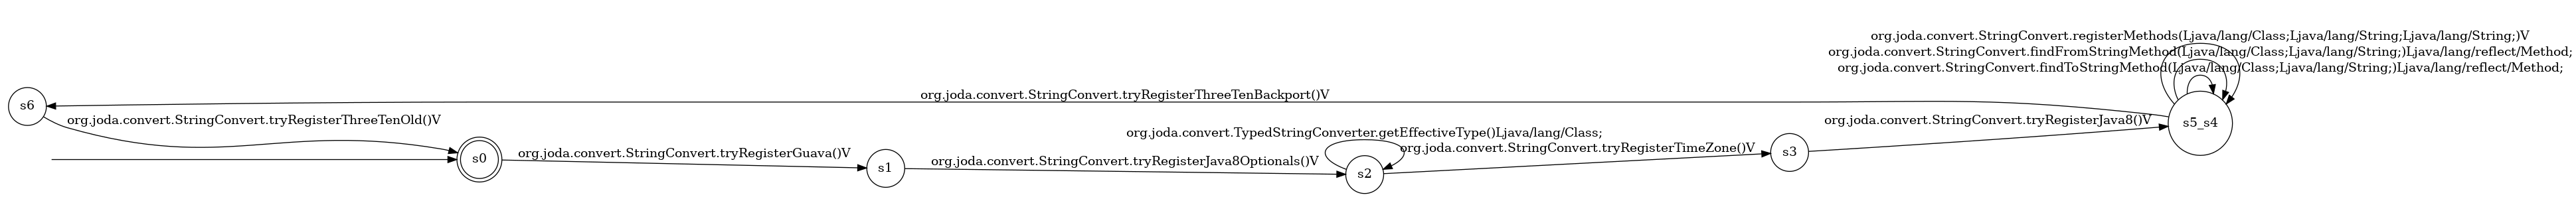 org.joda.convert.StringConvert.registerMethods(Ljava/lang/Class;Ljava/lang/String;Ljava/lang/String;)V
org.joda.convert.StringConvert.findFromStringMethod(Ljava/lang/Class;Ljava/lang/String;)Ljava/lang/reflect/Method;
org.joda.convert.StringConvert.findToStringMethod(Ljava/lang/Class;Ljava/lang/String;)Ljava/lang/reflect/Method;
org.joda.convert.StringConvert.tryRegisterThreeTenBackport()V
s6
org.joda.convert.StringConvert.tryRegisterThreeTenOld()V
org.joda.convert.StringConvert.tryRegisterJava8()V
s5_s4
org.joda.convert.TypedStringConverter.getEffectiveType()Ljava/lang/Class;
org.joda.convert.StringConvert.tryRegisterTimeZone()V
s3
org.joda.convert.StringConvert.tryRegisterGuava()V
s0
org.joda.convert.StringConvert.tryRegisterJava8Optionals()V
s1
s2